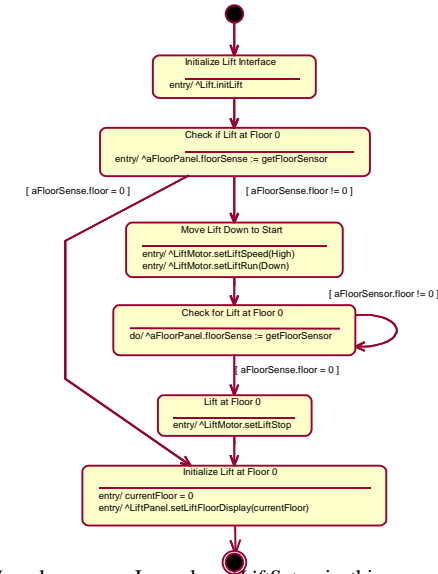 Initialize Lift Interface
entry/ ^Lift.initLift
Check if Lift at Floor 0
entry/ ^aFloorPanel.floorSense := getFloorSensor
[ aFloorSense.floor = 0 ]
[ aFloorSense.floor != 0 ]
Move Lift Down to Start
entry/ ^LiftMotor.setLiftSpeed(High)
entry/ ^LiftMotor.setLiftRun(Down)
[ aFloorSensor.floor != 0 ]
Check for Lift at Floor 0
do/ ^aFloorPanel.floorSense := getFloorSensor
[ aFloorSense.floor = 0 ]
Lift at Floor 0
entry/ ^LiftMotor.setLiftStop
Initialize Lift at Floor 0
entry/ currentFloor = 0
entry/ ^LiftPanel.setLiftFloorDisplay(currentFloor)